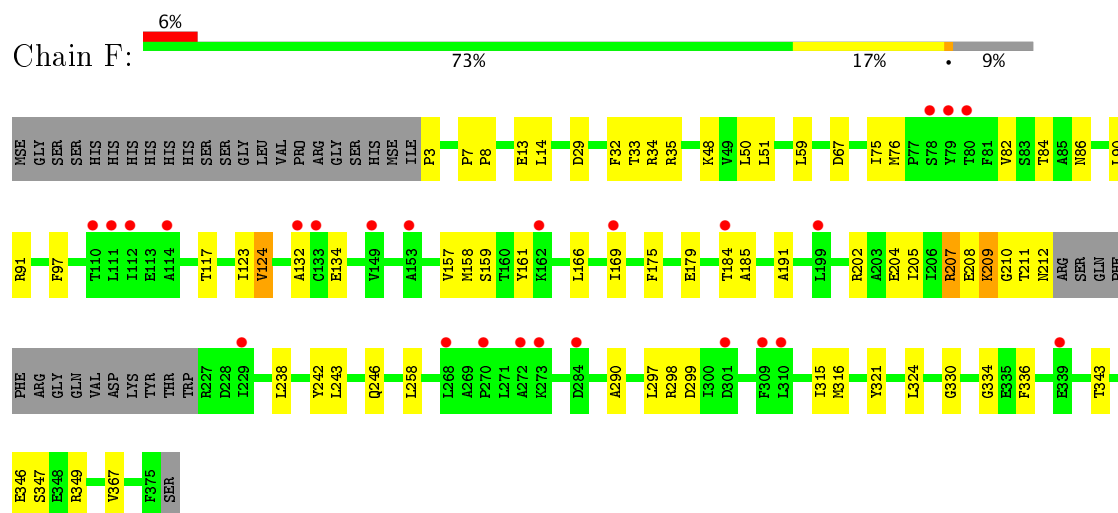 6%
Chain F:
73% 17% • 9%
MSE GLY SER SER HIS HIS HIS HIS HIS HIS SER SER GLY LEU VAL PRO ARG GLY SER HIS MSE ILE P3 P7 P8 E13 L14 D29 F32 T33 R34 R35 K48 V49 L50 L51 L59 D67 I75 M76 P77 S78 Y79 T80 F81 V82 S83 T84 A85 N86 L90
R91 F97 T110 L111 I112 E113 A114 T117 I123 V124 A132 C133 E134 V149 A153 V157 M158 S159 T160 Y161 K162 L166 I169 F175 E179 T184 A185 A191 L199 R202 A203 E204 I205 I206 R207 E208 K209 G210 T211 N212 ARG SER GLN PHE
PHE ARG GLY GLN VAL ASP LYS TYR THR TRP R227 D228 I229 L238 Y242 L243 Q246 L258 L268 A269 P270 L271 A272 K273 D284 A290 L297 R298 D299 I300 D301 F309 L310 I315 M316 Y321 L324 G330 G334 E335 F336 E339 T343
E346 S347 E348 R349 V367 F375 SER